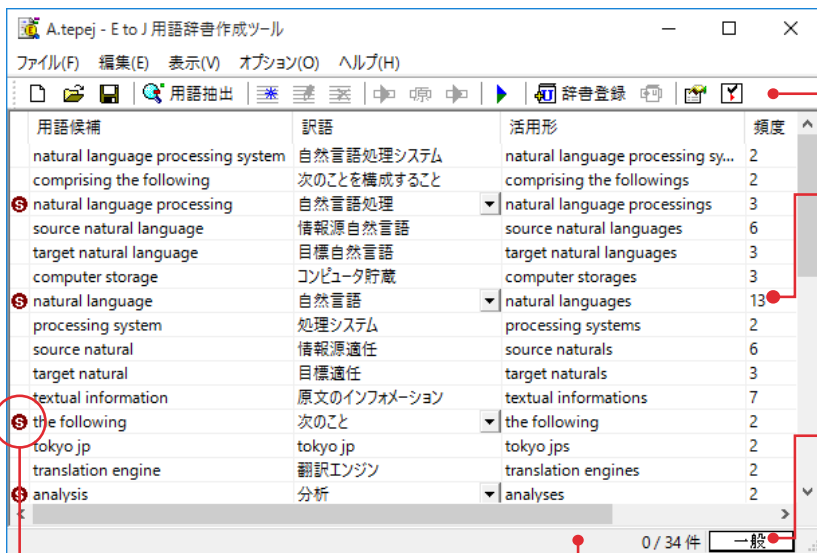 A.tepej - E to J 用語辞書作成ツール
ファイル(F) 編集(E) 表示(V) オプション(O) ヘルプ(H)
用語抽出 辞書登録
用語候補 訳語 活用形 頻度
natural language processing system 自然言語処理システム natural language processing sy... 2
comprising the following 次のことを構成すること comprising the followings 2
S natural language processing 自然言語処理 natural language processings 3
source natural language 情報源自然言語 source natural languages 6
target natural language 目標自然言語 target natural languages 3
computer storage コンピュータ貯蔵 computer storages 3
S natural language 自然言語 natural languages 13
processing system 処理システム processing systems 2
source natural 情報源適任 source naturals 6
target natural 目標適任 target naturals 3
textual information 原文のインフォメーション textual informations 7
S the following 次のこと the following 2
tokyo jp tokyo jp tokyo jps 2
translation engine 翻訳エンジン translation engines 2
S analysis 分析 analyses 2
0 / 34 件 一般